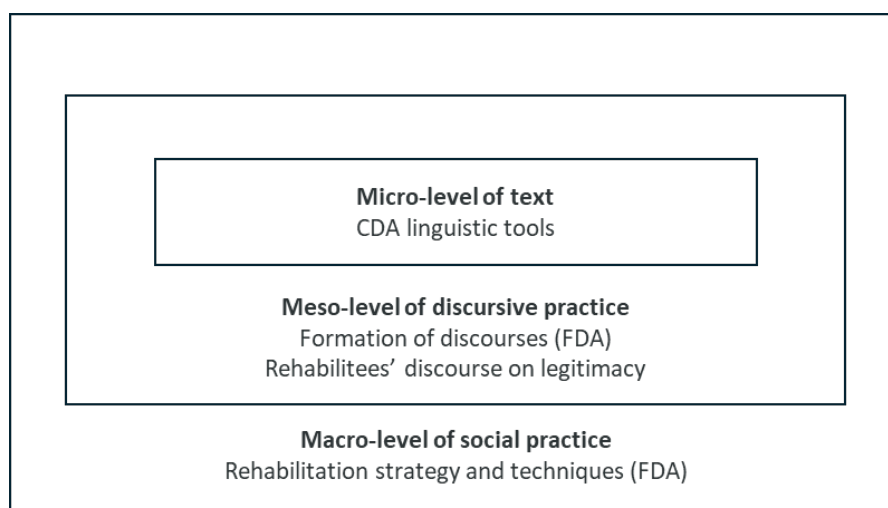 Micro-level of text
CDA linguistic tools
Meso-level of discursive practice
Formation of discourses (FDA)
Rehabilitees’ discourse on legitimacy
Macro-level of social practice
Rehabilitation strategy and techniques (FDA)